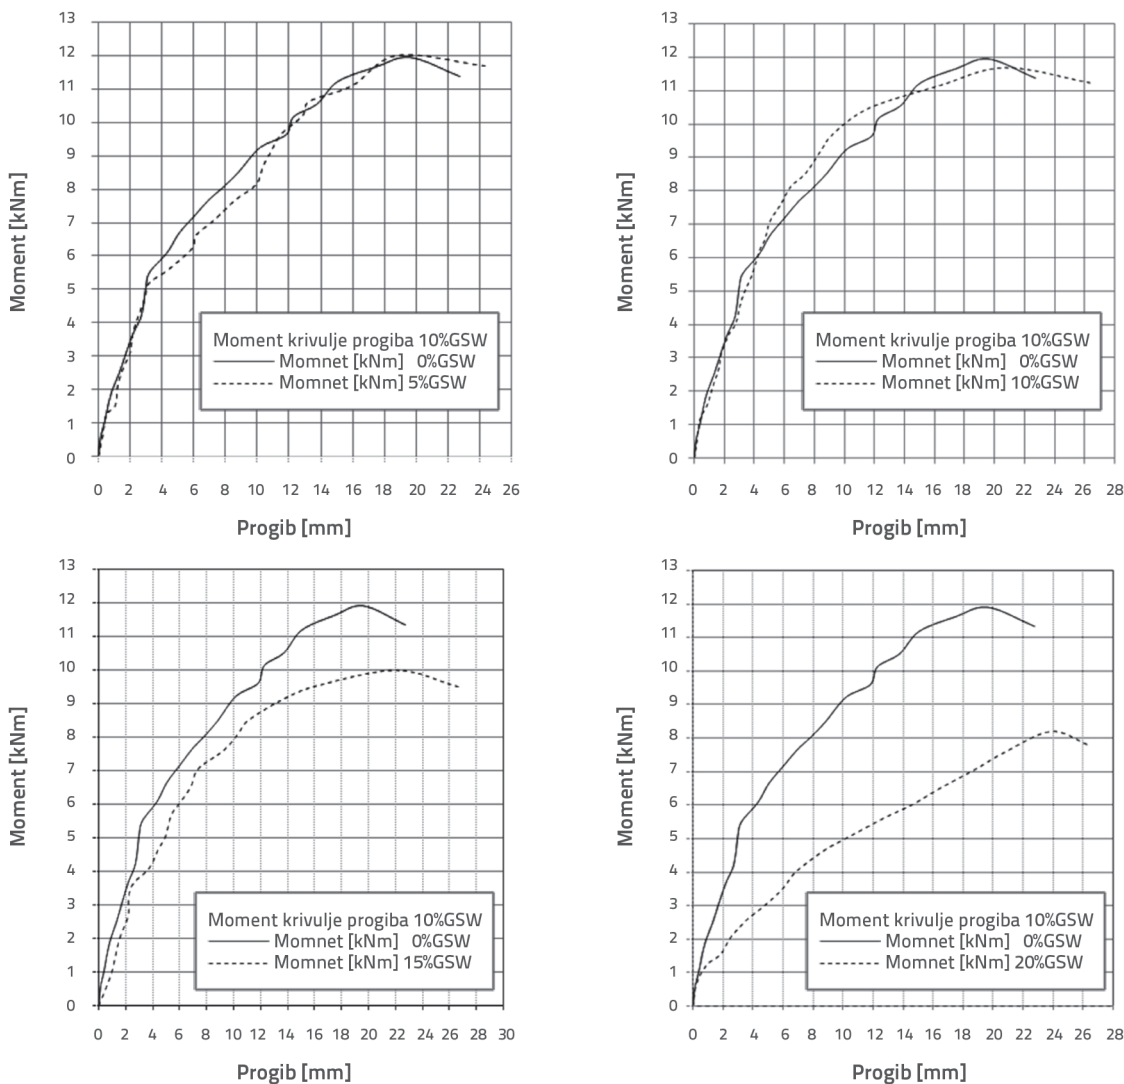 13
12
11
10
9
8
7
6
5
4
3
2
1
0
Moment [kNm]
Moment krivulje progiba 10%GSW
Momnet [kNm] 0%GSW
Momnet [kNm] 5%GSW
0 2 4 6 8 10 12 14 16 18 20 22 24 26
Progib [mm]
13
12
11
10
9
8
7
6
5
4
3
2
1
0
Moment [kNm]
Moment krivulje progiba 10%GSW
Momnet [kNm] 0%GSW
Momnet [kNm] 10%GSW
0 2 4 6 8 10 12 14 16 18 20 22 24 26 28
Progib [mm]
13
12
11
10
9
8
7
6
5
4
3
2
1
0
Moment [kNm]
Moment krivulje progiba 10%GSW
Momnet [kNm] 0%GSW
Momnet [kNm] 15%GSW
0 2 4 6 8 10 12 14 16 18 20 22 24 26 28 30
Progib [mm]
13
12
11
10
9
8
7
6
5
4
3
2
1
0
Moment [kNm]
Moment krivulje progiba 10%GSW
Momnet [kNm] 0%GSW
Momnet [kNm] 20%GSW
0 2 4 6 8 10 12 14 16 18 20 22 24 26 28
Progib [mm]